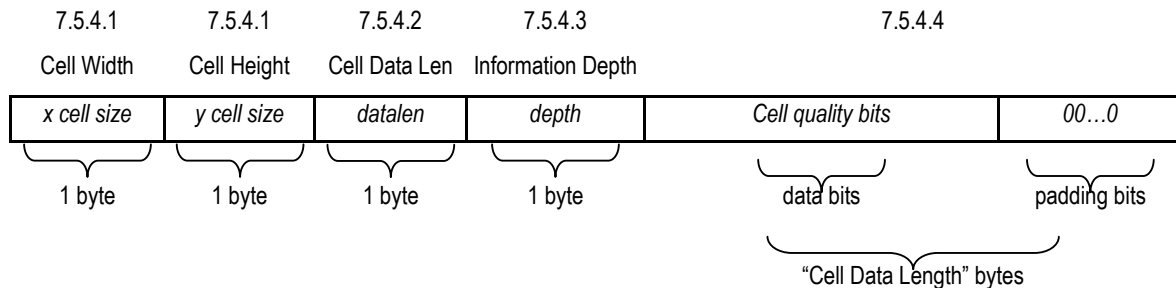 7.5.4.1 7.5.4.1 7.5.4.2 7.5.4.3 7.5.4.4
Cell Width Cell Height Cell Data Len Information Depth
x cell size y cell size datalen depth Cell quality bits 00…0
1 byte 1 byte 1 byte 1 byte data bits padding bits
“Cell Data Length” bytes